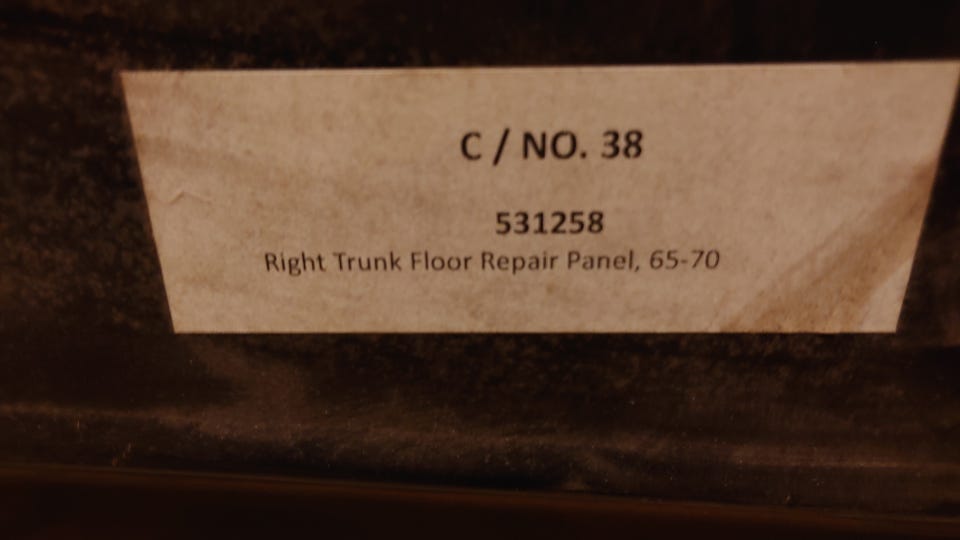 C / NO. 38
531258
Right Trunk Floor Repair Panel, 65-70